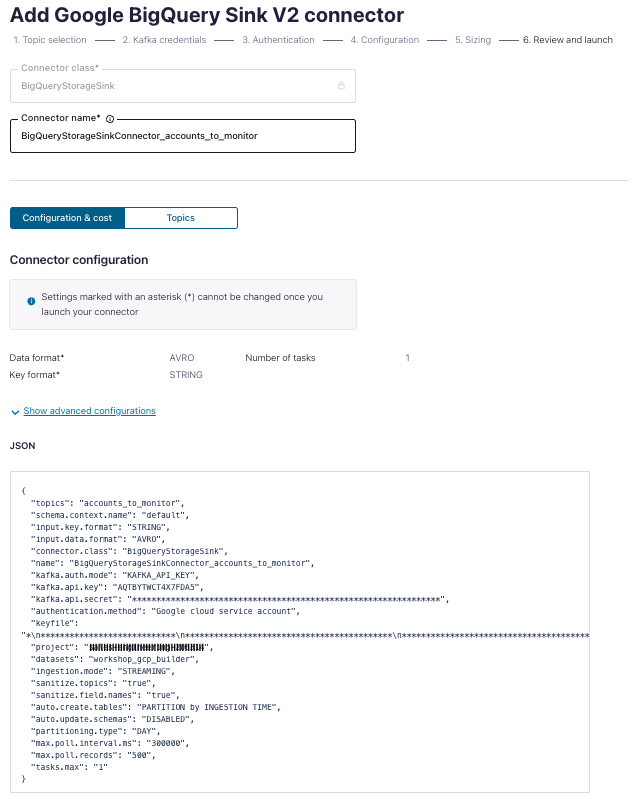 Add Google BigQuery Sink V2 connector
1. Topic selection
2. Kafka credentials
3. Authentication
4. Configuration
5. Sizing
6. Review and launch
Connector class*
BigQueryStorageSink
Connector name*
BigQueryStorageSinkConnector_accounts_to_monitor
Configuration & cost
Topics
Connector configuration
Settings marked with an asterisk (*) cannot be changed once you
launch your connector
Data format* AVRO Number of tasks 1
Key format* STRING
Show advanced configurations
JSON
{
"topics": "accounts_to_monitor",
"schema.context.name": "default",
"input.key.format": "STRING",
"input.data.format": "AVRO",
"connector.class": "BigQueryStorageSink",
"name": "BigQueryStorageSinkConnector_accounts_to_monitor",
"kafka.auth.mode": "KAFKA_API_KEY",
"kafka.api.key": "AQTBYTWCT4X7FDA5",
"kafka.api.secret": "****************************************************************",
"authentication.method": "Google cloud service account",
"keyfile":
"*\n****************************\n*******************************************\n***************************************
"project": "",
"datasets": "workshop_gcp_builder",
"ingestion.mode": "STREAMING",
"sanitize.topics": "true",
"sanitize.field.names": "true",
"auto.create.tables": "PARTITION by INGESTION TIME",
"auto.update.schemas": "DISABLED",
"partitioning.type": "DAY",
"max.poll.interval.ms": "300000",
"max.poll.records": "500",
"tasks.max": "1"
}